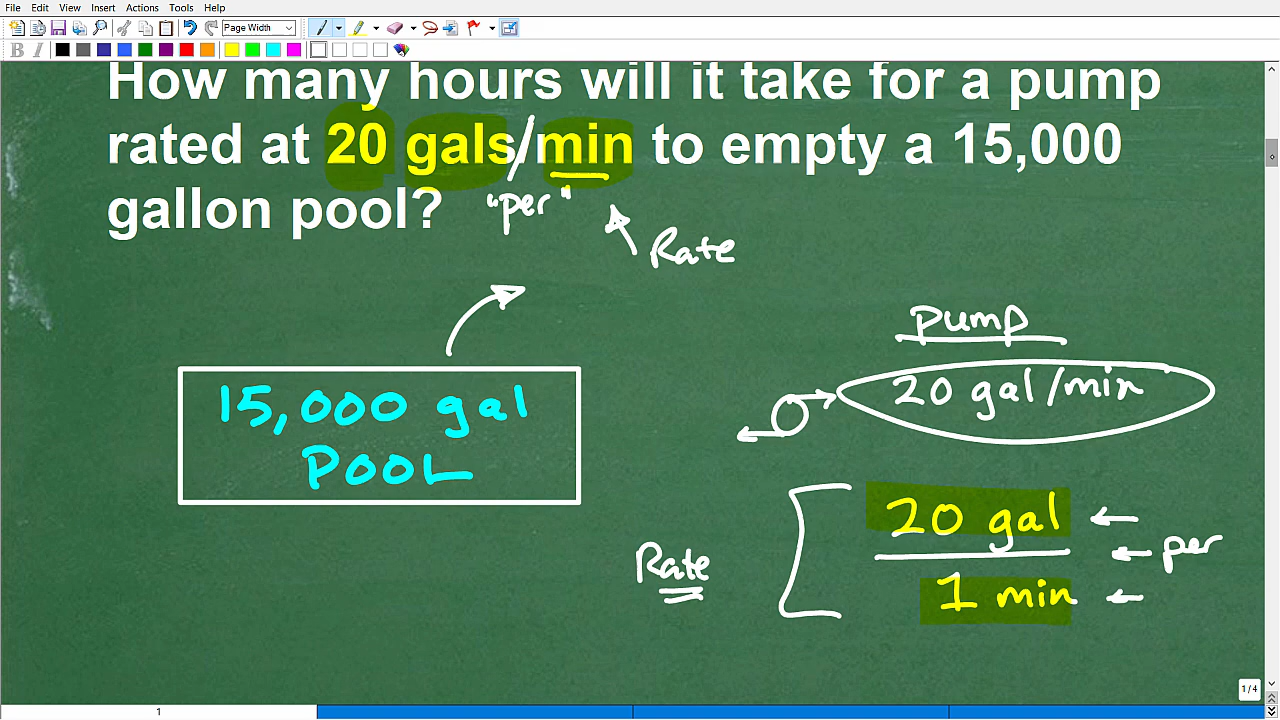 File Edit View Insert Actions Tools Help
Page Width
B I
How many hours will it take for a pump
rated at 20 gals/min to empty a 15,000
gallon pool?
"per"
Rate
pump
20 gal/min
15,000 gal
POOL
20 gal
per
Rate
1 min
1/4
1